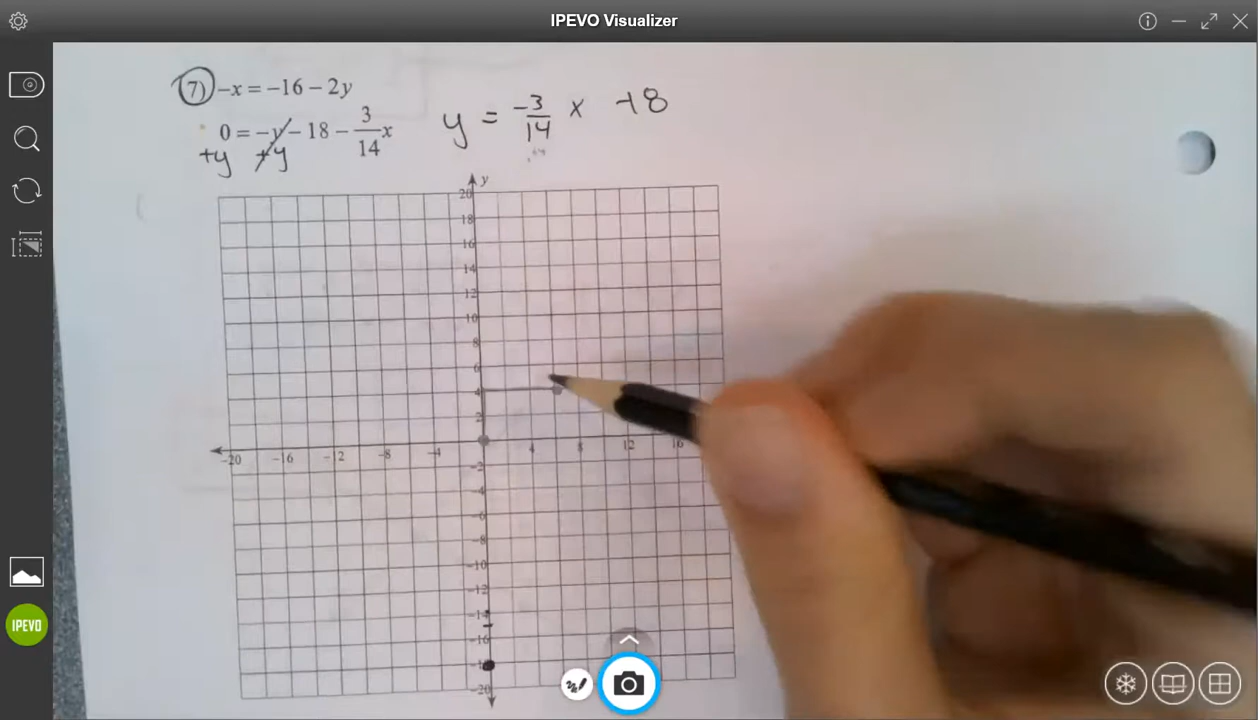 IPEVO Visualizer
7) -x = -16 - 2y
y = -3/14 x -18
0 = -y - 18 - 3/14 x
+y +y
y
20
18
16
14
12
10
8
6
4
2
-20 -16 -12 -8 -4 4 8 12 16
-2
-4
-6
-8
-10
-12
-14
-16
-20
IPEVO